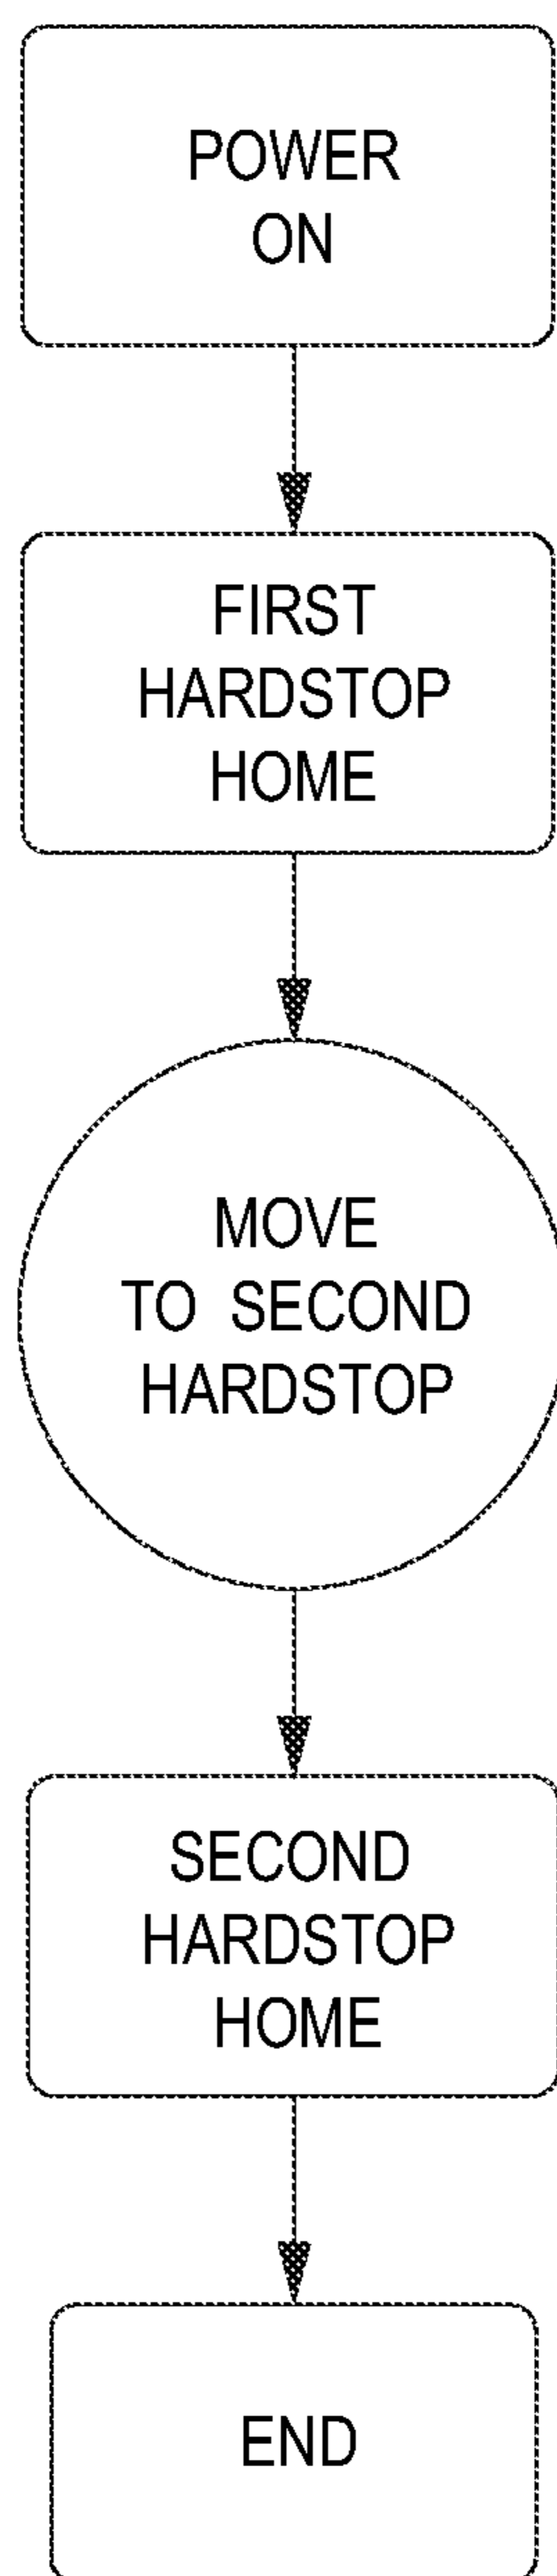 POWER
ON
FIRST
HARDSTOP
HOME
MOVE
TO SECOND
HARDSTOP
SECOND
HARDSTOP
HOME
END